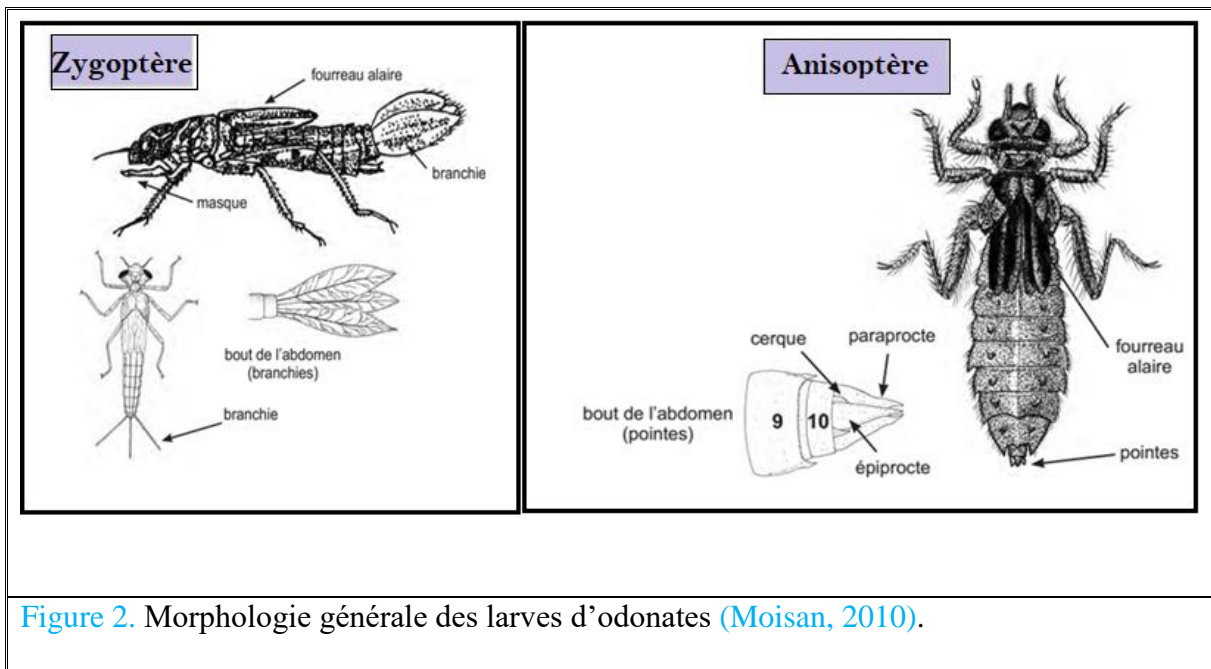 Zygoptère
fourreau alaire
branchie
masque
bout de l'abdomen
(branchies)
branchie
Anisoptère
fourreau
alaire
cerque
paraprocte
bout de l'abdomen
(pointes)
9
10
épiprocte
pointes
Figure 2. Morphologie générale des larves d'odonates (Moisan, 2010).